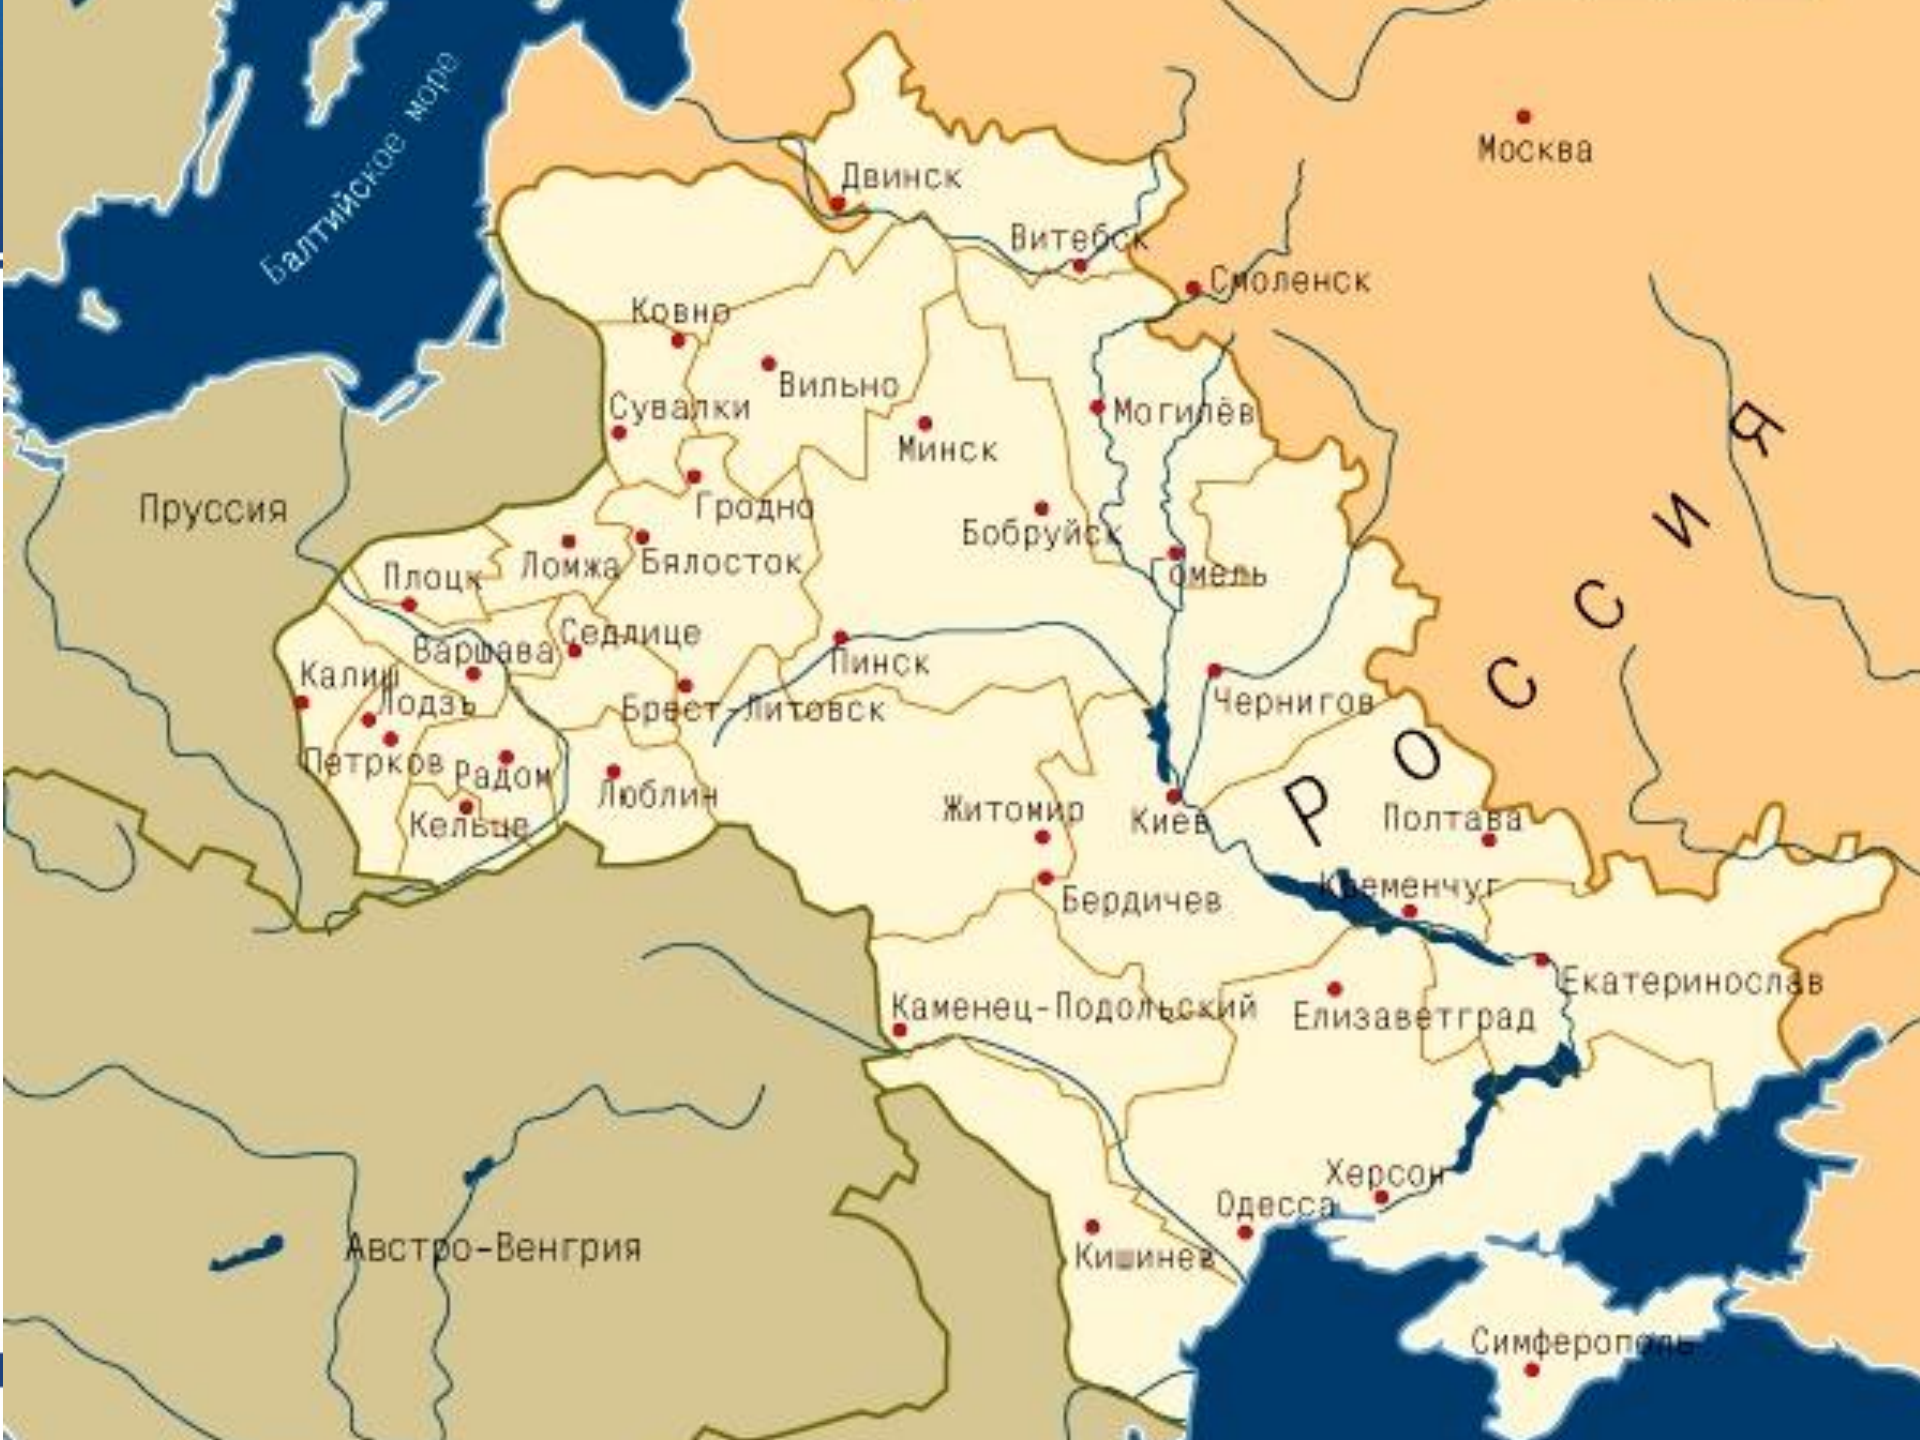 Балтийское море
Москва
Двинск
Витебск
Смоленск
Ковно
Вильно
Сувалки
Могилёв
Минск
Пруссия
Гродно
Бобруйск
Ломжа
Бялосток
Плоцк
Гомель
Седлице
Варшава
Пинск
Калиш
Лодзь
Брест-Литовск
Чернигов
РОССИЯ
Петрков
Радом
Люблин
Кельце
Житомир
Киев
Полтава
Кременчуг
Бердичев
Екатеринослав
Каменец-Подольский
Елизаветград
Херсон
Одесса
Австро-Венгрия
Кишинев
Симферополь